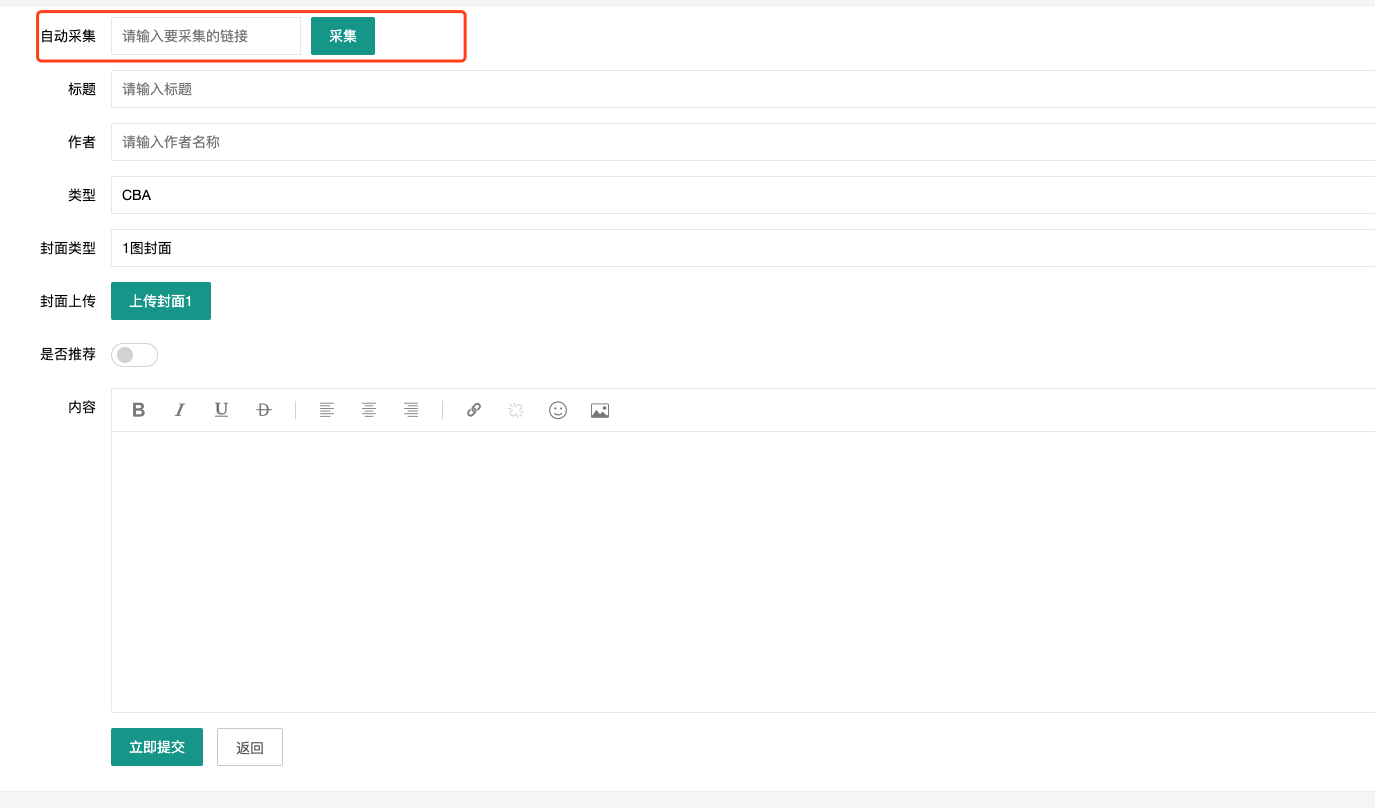 自动采集 请输入要采集的链接 采集
标题 请输入标题
作者 请输入作者名称
类型 CBA
封面类型 1图封面
封面上传 上传封面1
是否推荐
内容 B I U D
立即提交 返回